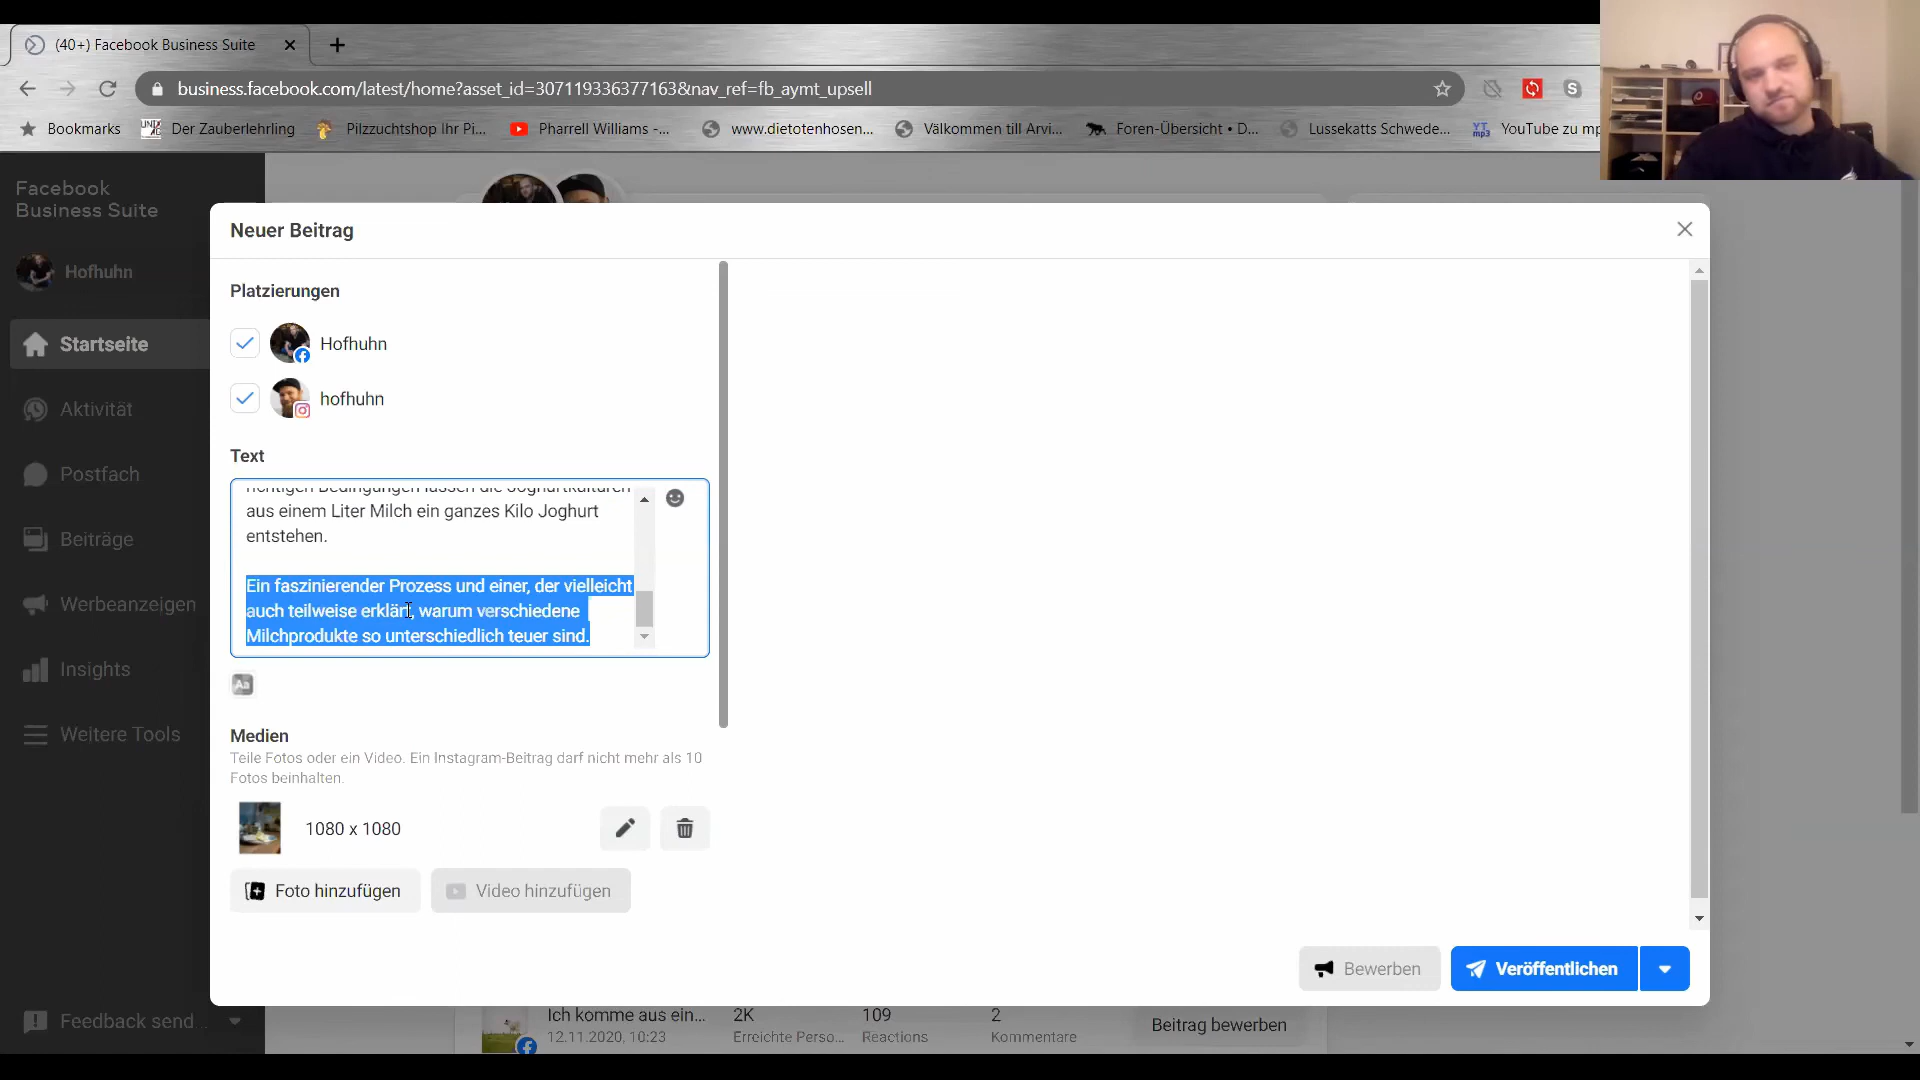 (40+) Facebook Business Suite
business.facebook.com/latest/home?asset_id=307119336377163&nav_ref=fb_aymt_upsell
Bookmarks
Der Zauberlehrling
Pilzzuchtshop Ihr Pi...
Pharrell Williams -...
www.dietotenhosen...
Välkommen till Arvi...
Foren-Übersicht • D...
Lussekatts Schwede...
YouTube zu mp
Facebook
Business Suite
Hofhuhn
Startseite
Aktivität
Postfach
Beiträge
Werbeanzeigen
Insights
Weitere Tools
Feedback send
Neuer Beitrag
Platzierungen
Hofhuhn
hofhuhn
Text
richtigen Bedingungen lassen die Joghurtkulturen
aus einem Liter Milch ein ganzes Kilo Joghurt
entstehen.
Ein faszinierender Prozess und einer, der vielleicht
auch teilweise erklärt, warum verschiedene
Milchprodukte so unterschiedlich teuer sind.
Aa
Medien
Teile Fotos oder ein Video. Ein Instagram-Beitrag darf nicht mehr als 10
Fotos beinhalten.
1080 x 1080
Foto hinzufügen
Video hinzufügen
Bewerben
Veröffentlichen
Ich komme aus ein...
12.11.2020, 10:23
2K
Erreichte Perso...
109
Reactions
2
Kommentare
Beitrag bewerben